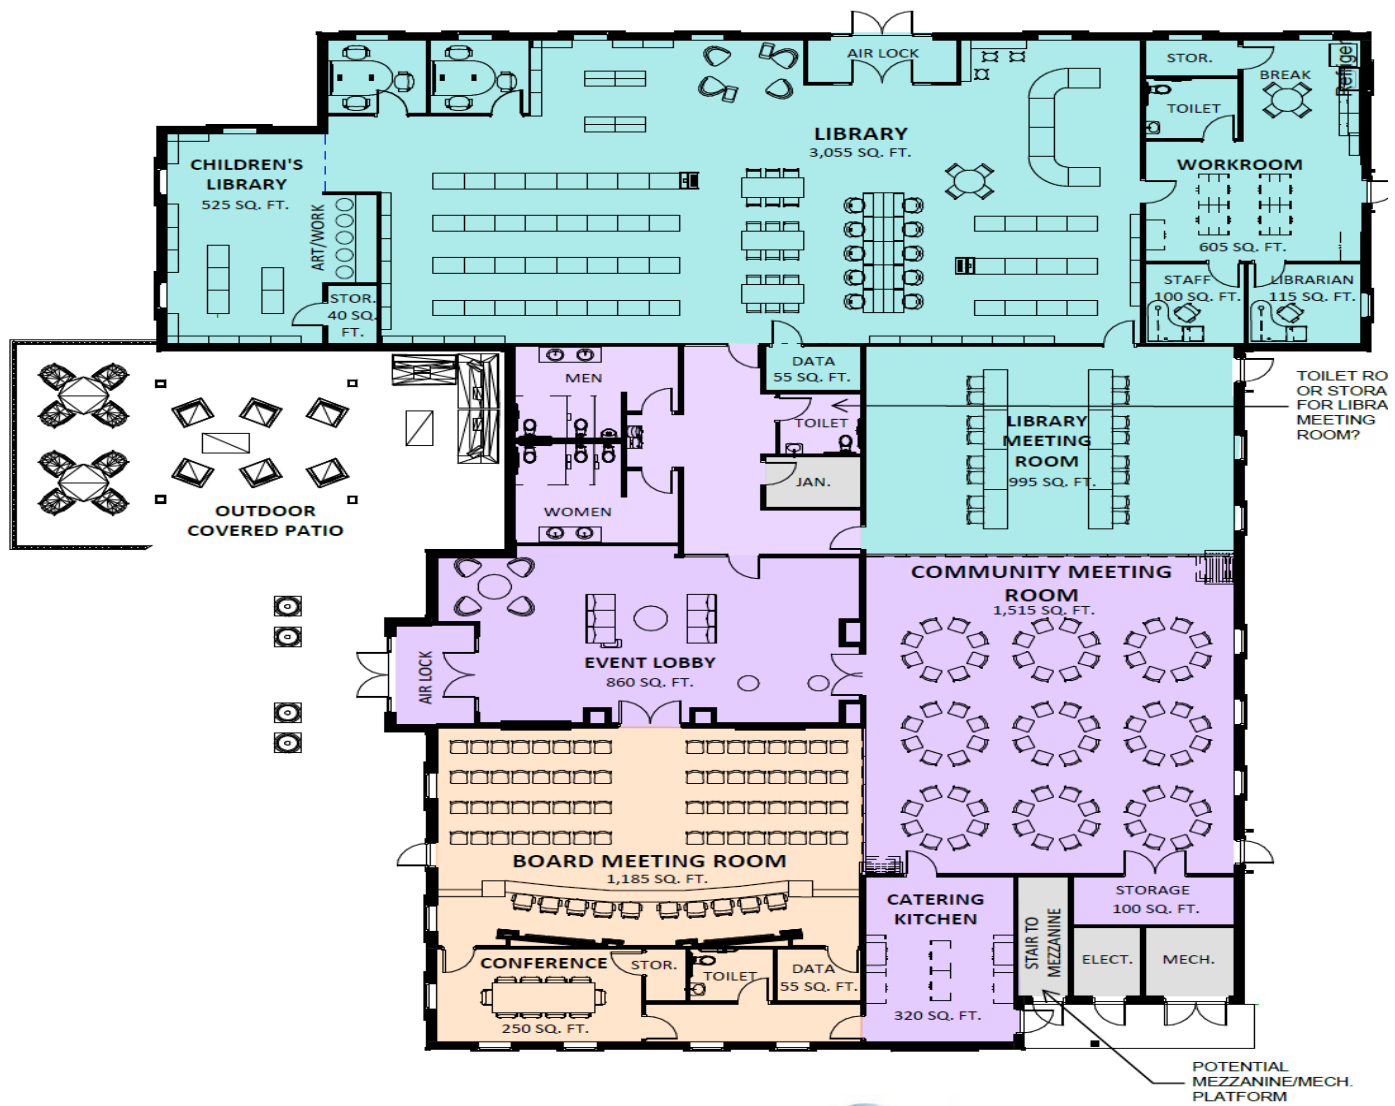 AIR LOCK
STOR.
BREAK
Refriger
TOILET
LIBRARY
3,055 SQ. FT.
CHILDREN'S
LIBRARY
525 SQ. FT.
WORKROOM
605 SQ. FT.
ART/WORK
STOR.
40 SQ.
FT.
STAFF
100 SQ. FT.
LIBRARIAN
115 SQ. FT.
DATA
55 SQ. FT.
MEN
TOILET
TOILET RO
OR STORA
FOR LIBRA
MEETING
ROOM?
LIBRARY
MEETING
ROOM
995 SQ. FT.
JAN.
WOMEN
OUTDOOR
COVERED PATIO
COMMUNITY MEETING
ROOM
1,515 SQ. FT.
AIR LOCK
EVENT LOBBY
860 SQ. FT.
BOARD MEETING ROOM
1,185 SQ. FT.
CATERING
KITCHEN
320 SQ. FT.
STORAGE
100 SQ. FT.
STAIR TO
MEZZANINE
ELECT.
MECH.
CONFERENCE
250 SQ. FT.
STOR.
TOILET
DATA
55 SQ. FT.
POTENTIAL
MEZZANINE/MECH.
PLATFORM